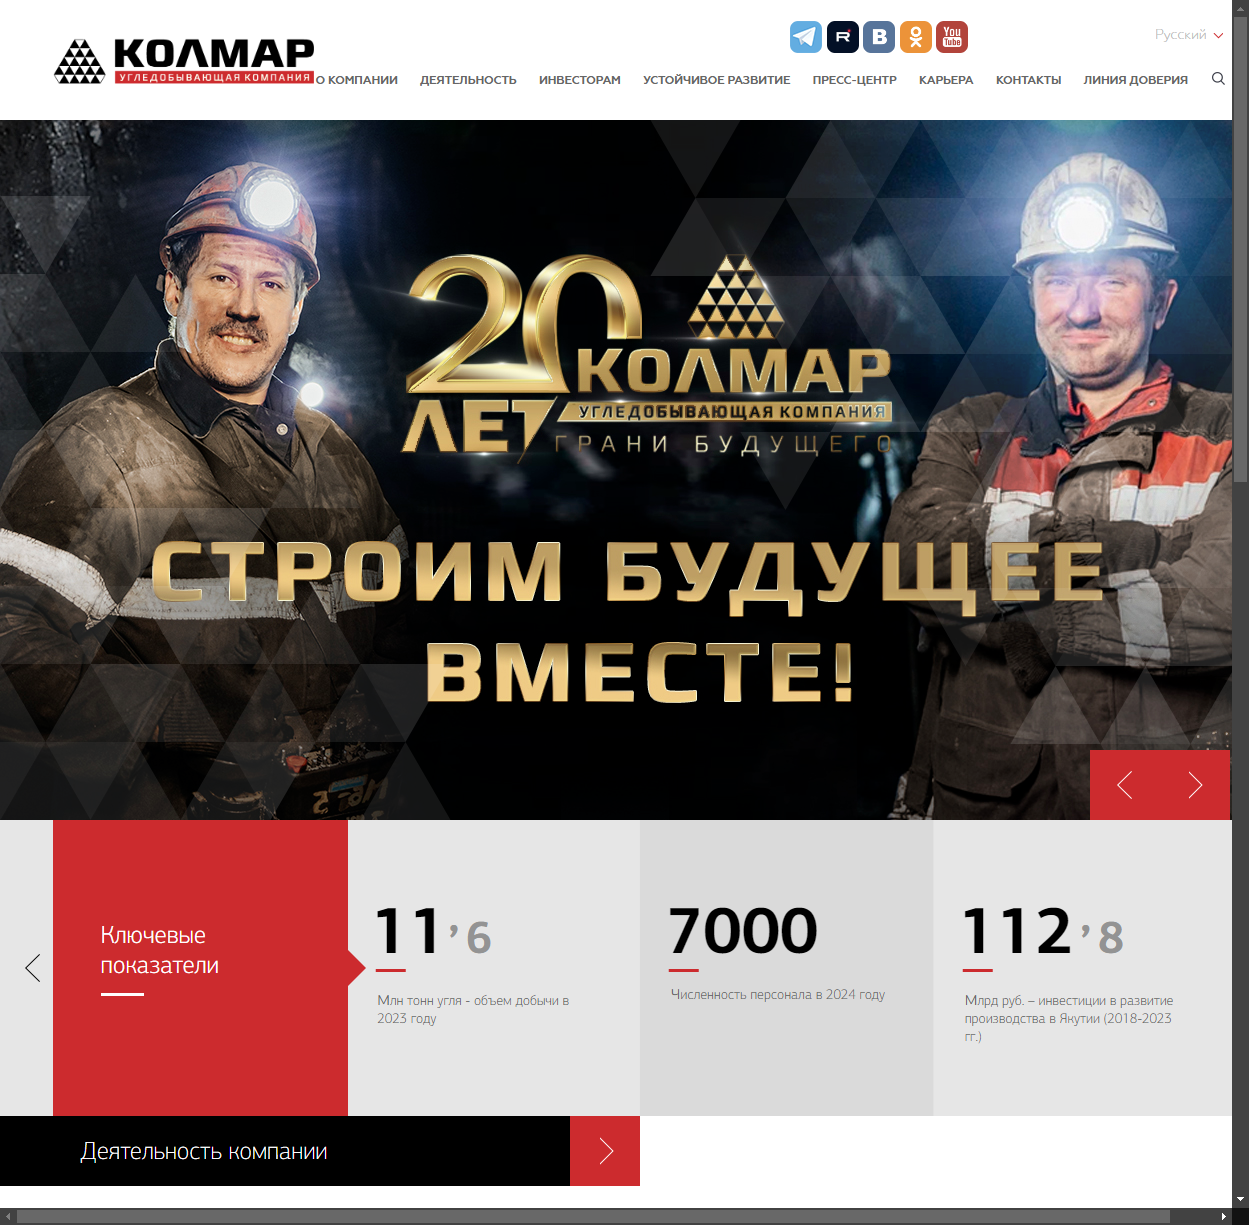 Русский
КОЛМАР
УГЛЕДОБЫВАЮЩАЯ КОМПАНИЯ
О КОМПАНИИ ДЕЯТЕЛЬНОСТЬ ИНВЕСТОРАМ УСТОЙЧИВОЕ РАЗВИТИЕ ПРЕСС-ЦЕНТР КАРЬЕРА КОНТАКТЫ ЛИНИЯ ДОВЕРИЯ
You
Tube
20
ЛЕТ
КОЛМАР
УГЛЕДОБЫВАЮЩАЯ КОМПАНИЯ
ГРАНИ БУДУЩЕГО
СТРОИМ БУДУЩЕЕ
ВМЕСТЕ!
Ключевые
показатели
11’6
Млн тонн угля - объем добычи в
2023 году
7000
Численность персонала в 2024 году
112’8
Млрд руб. – инвестиции в развитие
производства в Якутии (2018-2023
гг.)
Деятельность компании